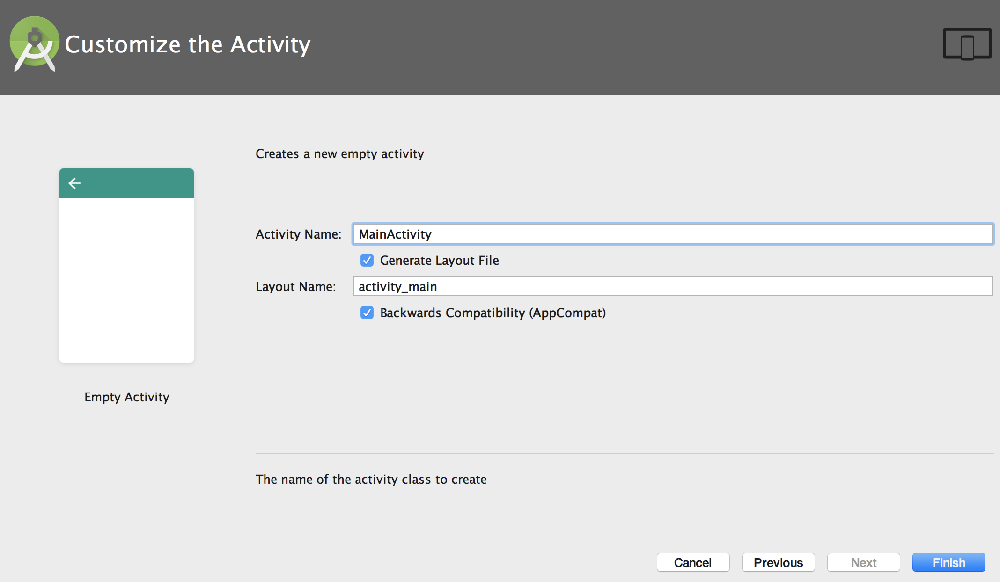 Customize the Activity
Creates a new empty activity
Activity Name: MainActivity
Generate Layout File
Layout Name: activity_main
Backwards Compatibility (AppCompat)
Empty Activity
The name of the activity class to create
Cancel Previous Next Finish